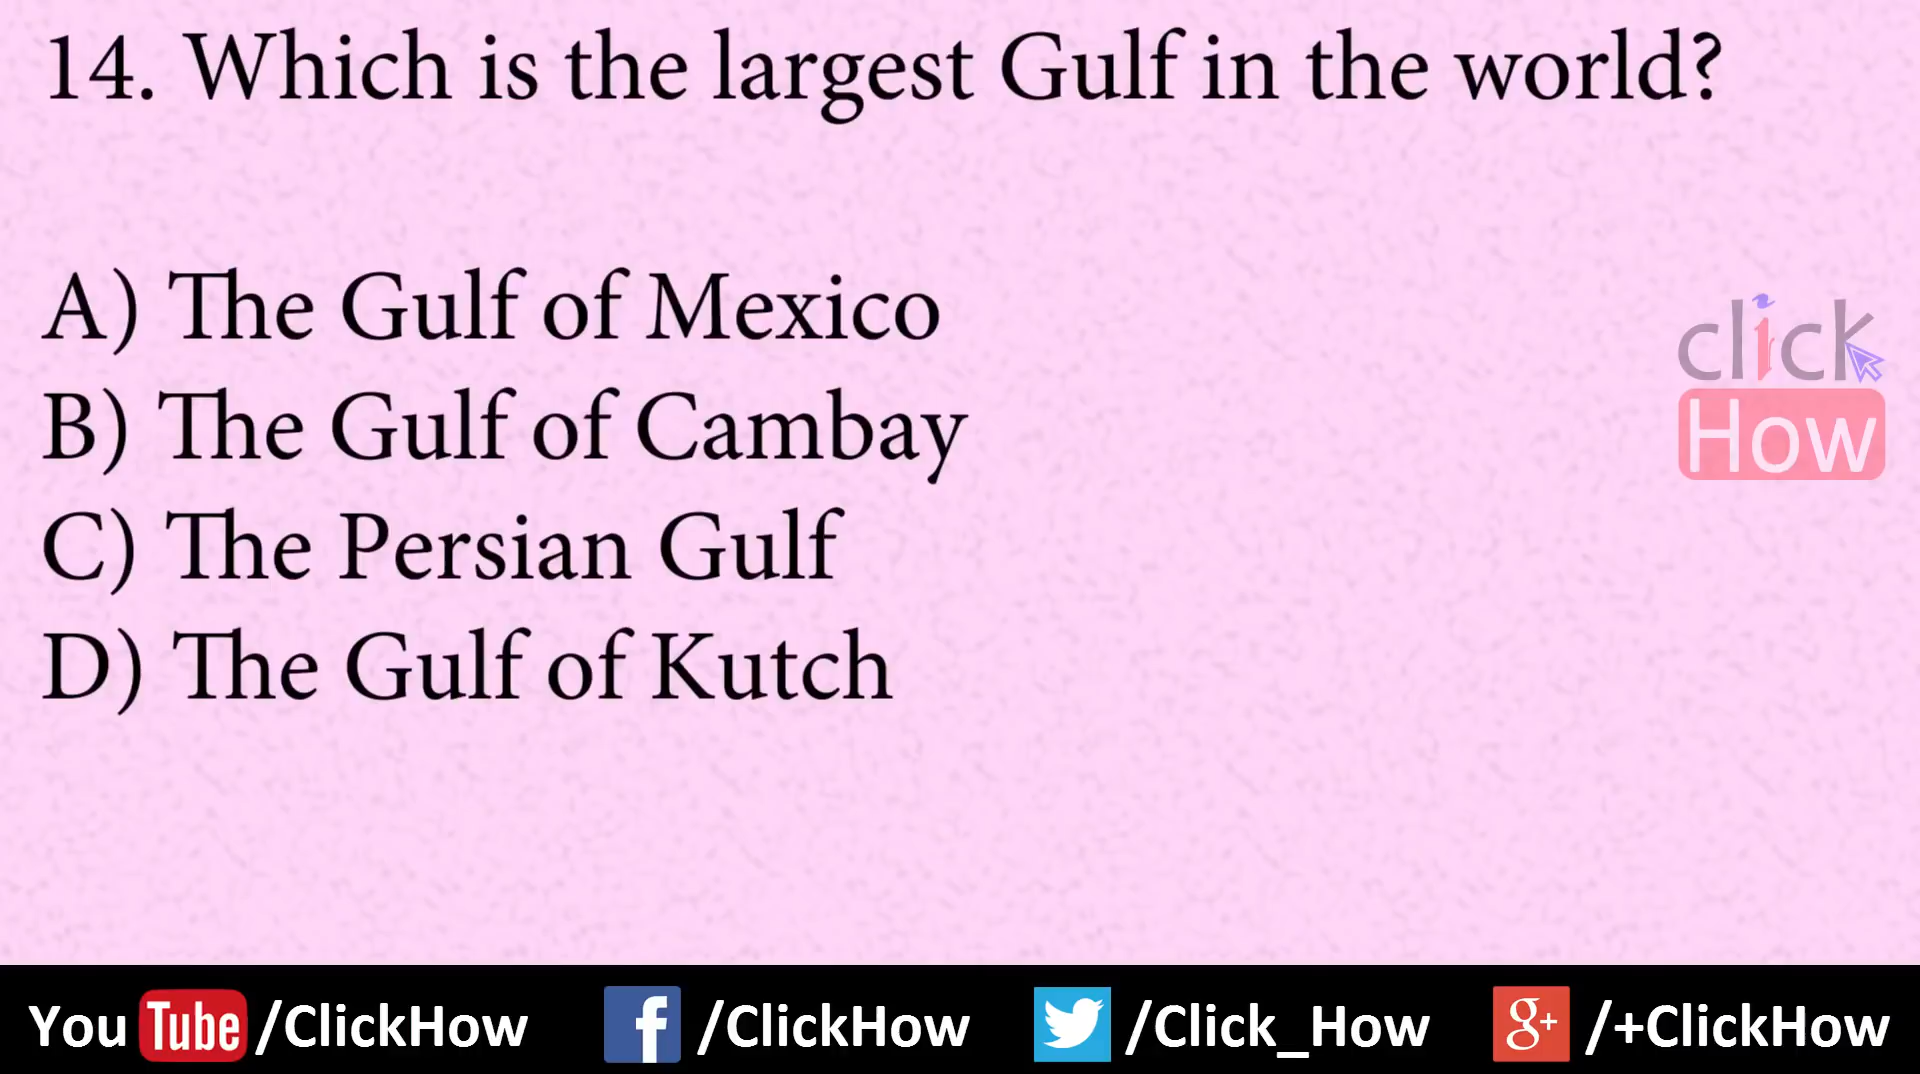 14. Which is the largest Gulf in the world?
A) The Gulf of Mexico
B) The Gulf of Cambay
C) The Persian Gulf
D) The Gulf of Kutch
click
How
You Tube /ClickHow f /ClickHow /Click_How g+ /+ClickHow